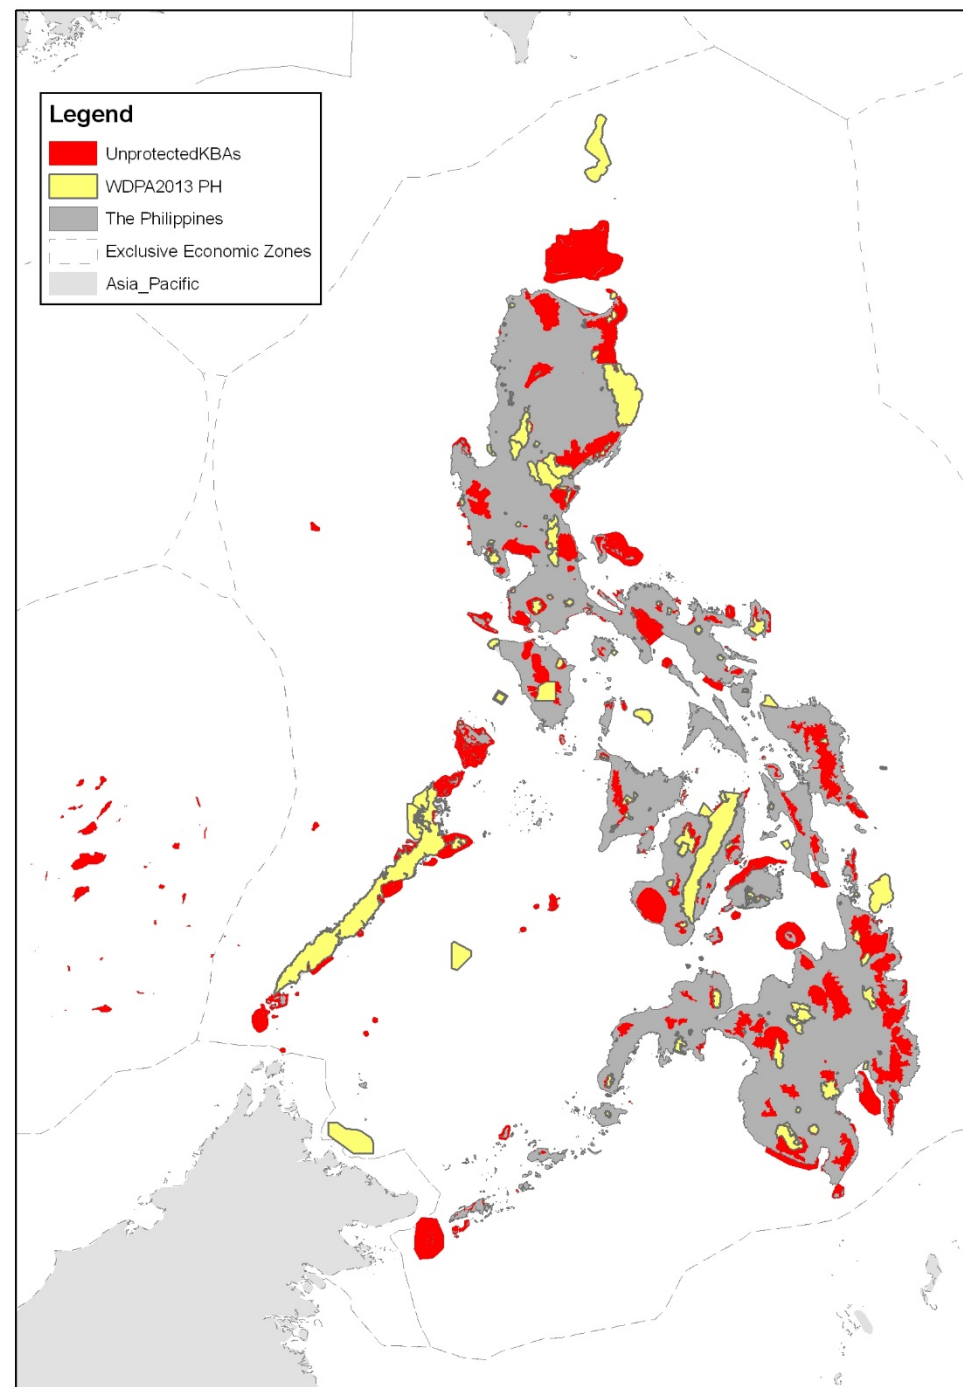 Legend
UnprotectedKBAs
WDPA2013 PH
The Philippines
Exclusive Economic Zones
Asia_Pacific